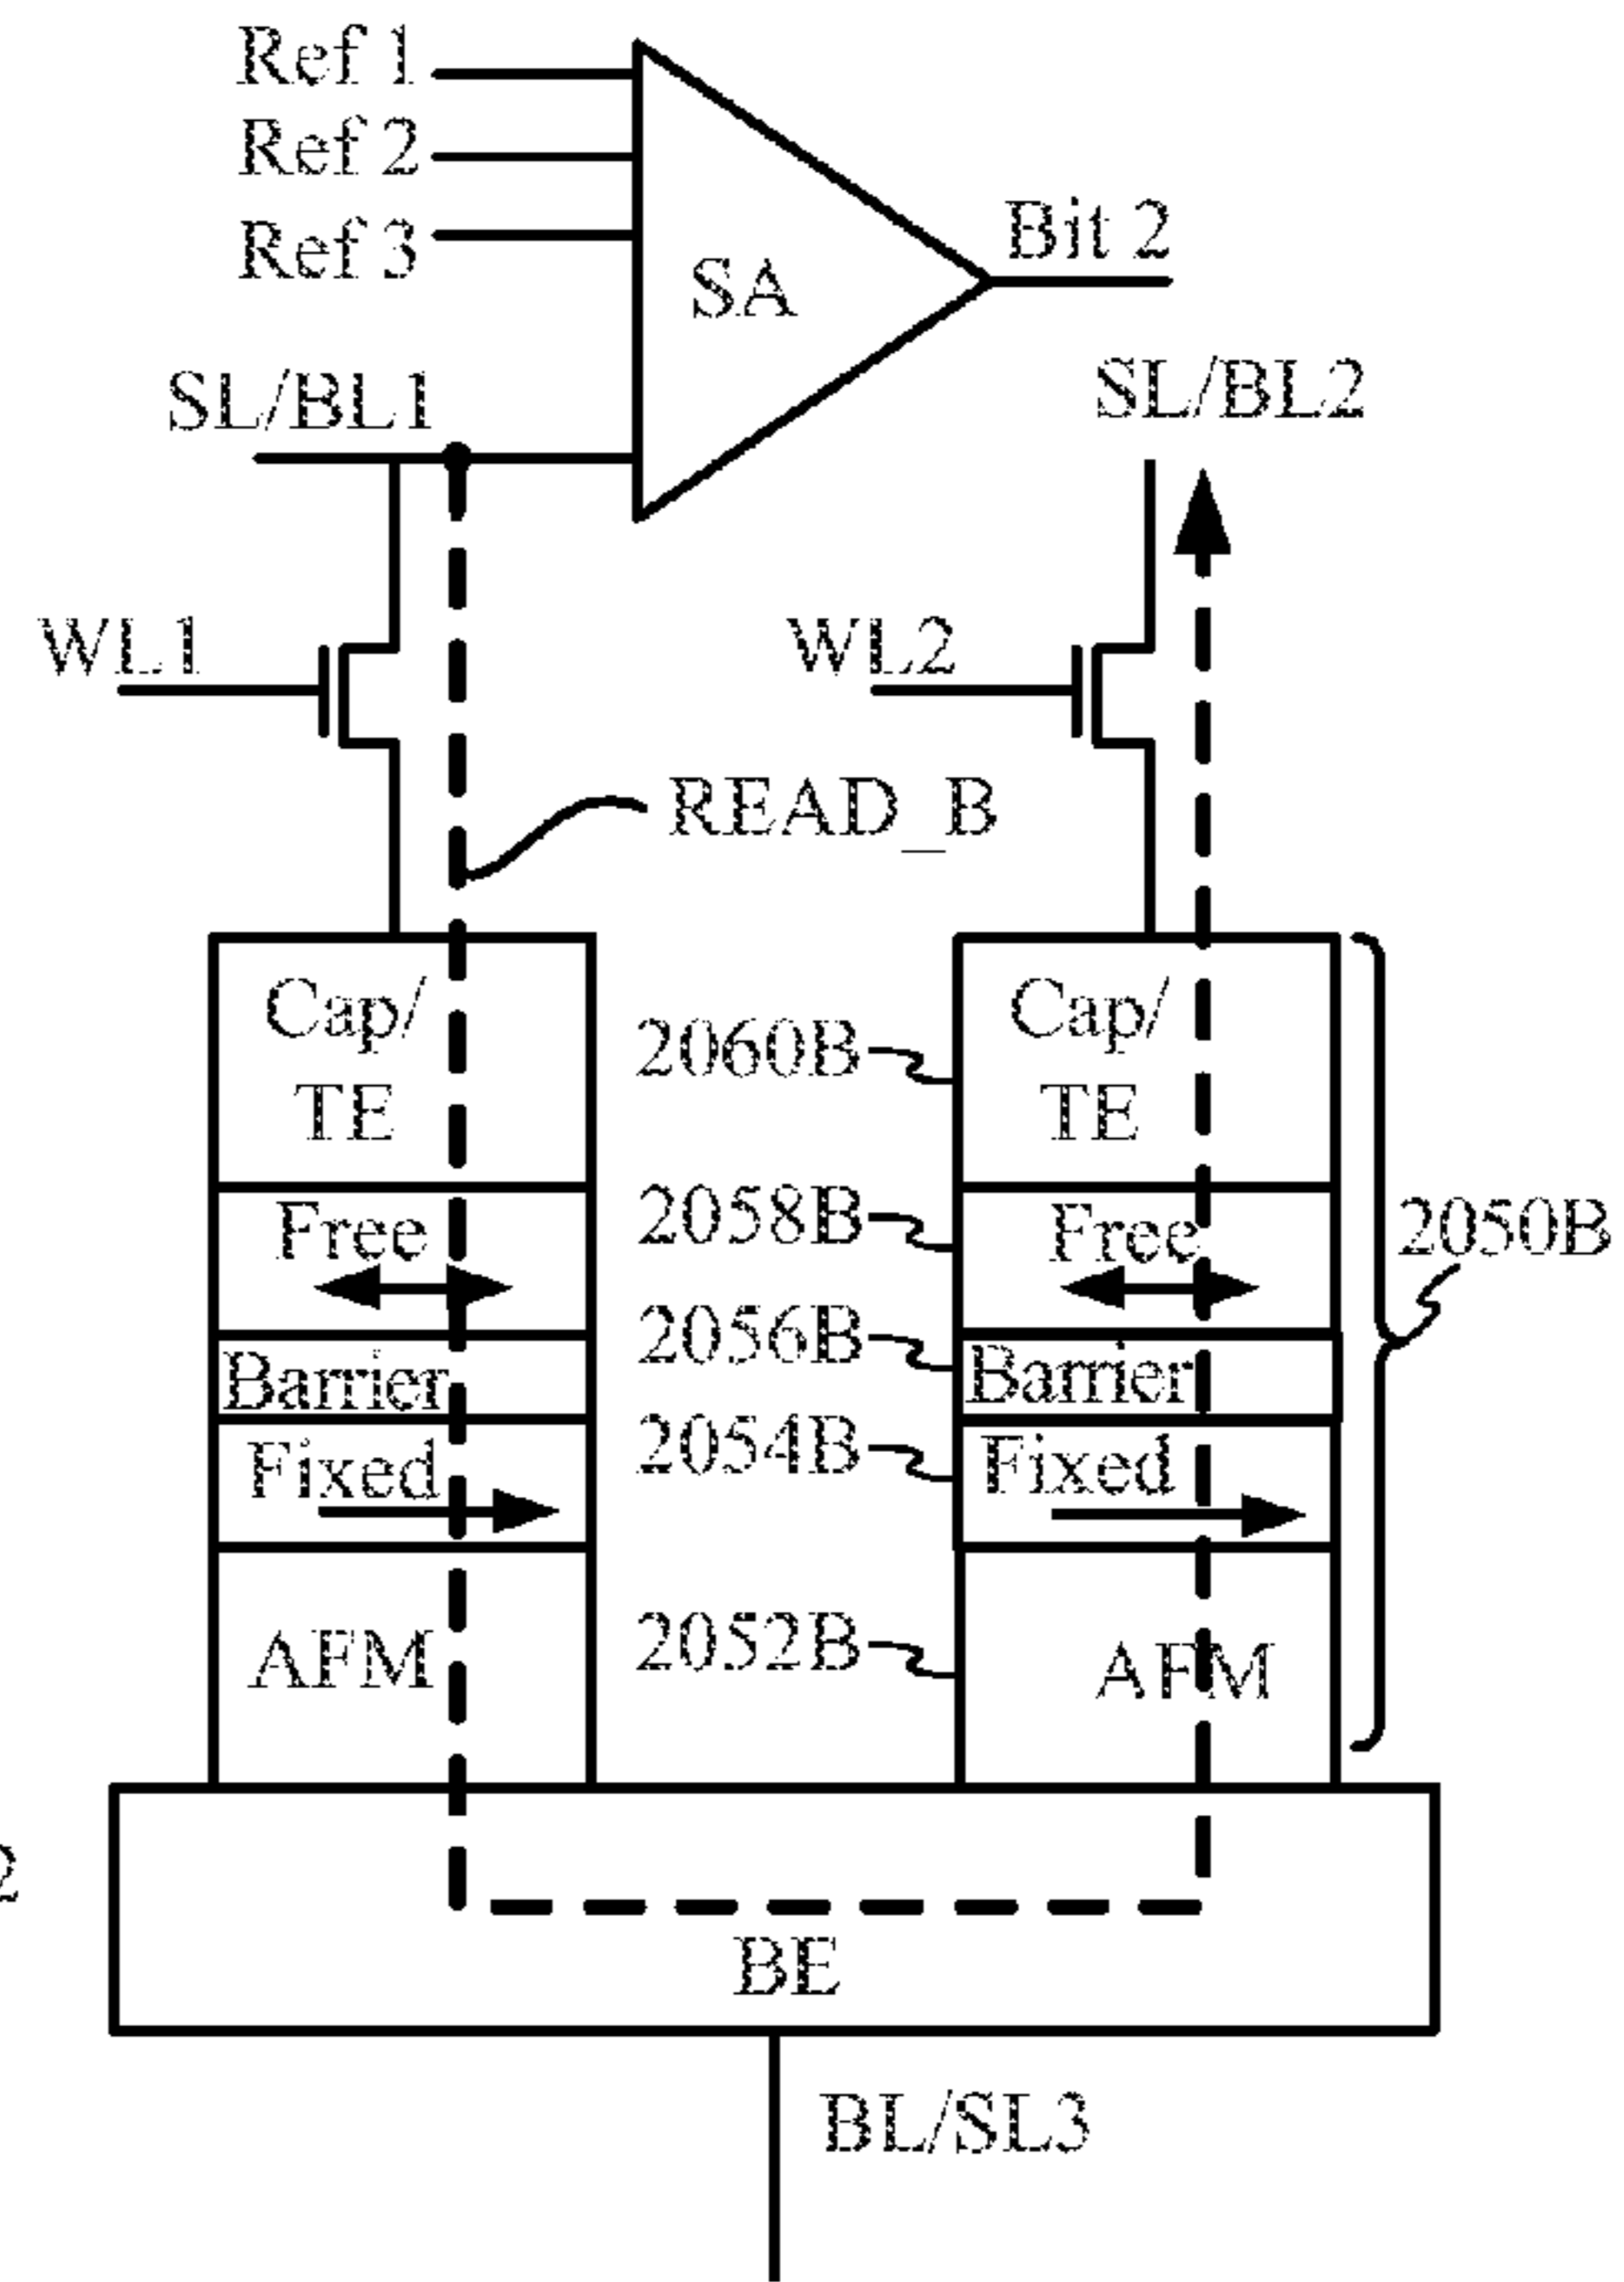 Ref 1
Ref 2
Ref 3
SA
Bit 2
SL/BL1
SL/BL2
WL1
WL2
READ_B
Cap/
TE
2060B
Cap/
TE
Free
2058B
Free
2050B
Barrier
2056B
Barrier
Fixed
2054B
Fixed
AFM
2052B
AFM
BE
BL/SL3